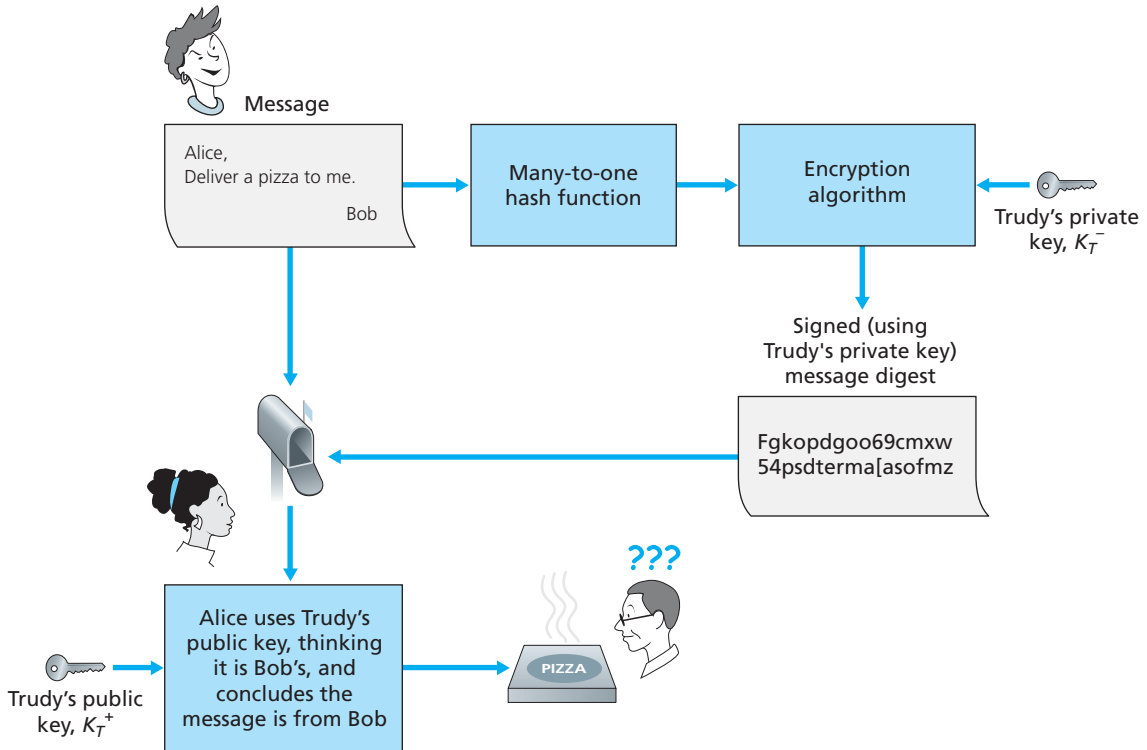 Message
Alice,
Deliver a pizza to me.
Bob
Many-to-one
hash function
Encryption
algorithm
Trudy’s private
key, K_T^−
Signed (using
Trudy's private key)
message digest
Fgkopdgoo69cmxw
54psdterma[asofmz
???
Alice uses Trudy’s
public key, thinking
it is Bob’s, and
concludes the
message is from Bob
PIZZA
Trudy’s public
key, K_T^+